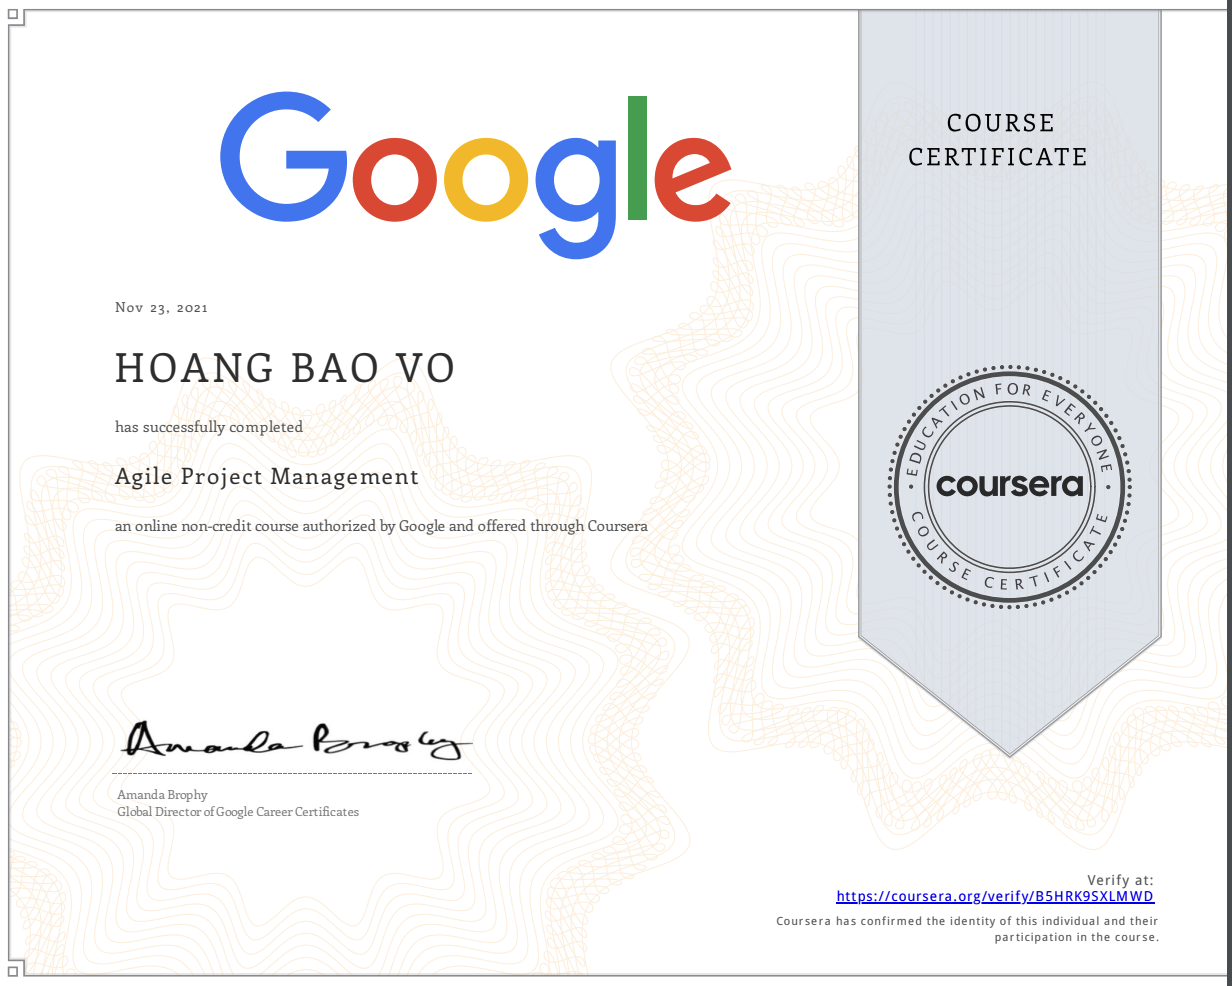 Google
COURSE
CERTIFICATE
Nov 23, 2021
HOANG BAO VO
has successfully completed
Agile Project Management
an online non-credit course authorized by Google and offered through Coursera
EDUCATION FOR EVERYONE
coursera
COURSE CERTIFICATE
Amanda Brophy
Amanda Brophy
Global Director of Google Career Certificates
Verify at:
https://coursera.org/verify/B5HRK9SXLMWD
Coursera has confirmed the identity of this individual and their
participation in the course.